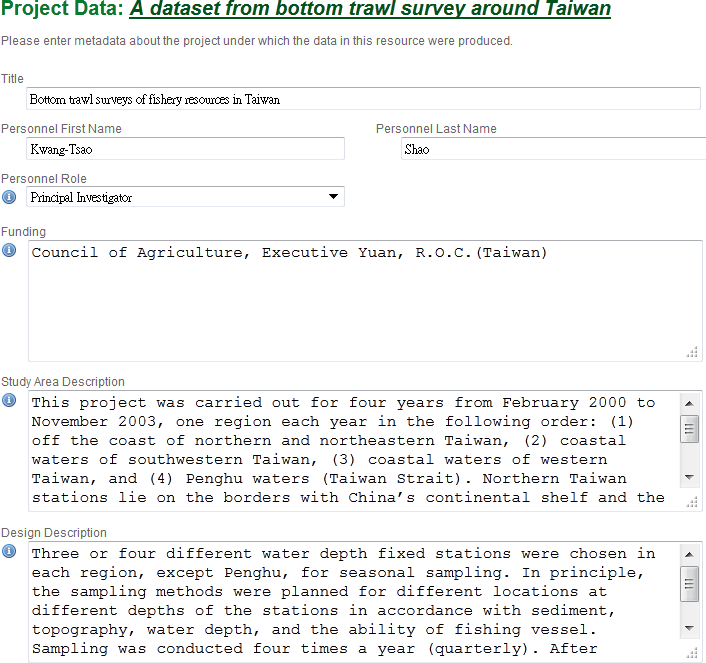 Project Data: A dataset from bottom trawl survey around Taiwan
Please enter metadata about the project under which the data in this resource were produced.
Title
Bottom trawl surveys of fishery resources in Taiwan
Personnel First Name
Personnel Last Name
Kwang-Tsao
Shao
Personnel Role
Principal Investigator
Funding
Council of Agriculture, Executive Yuan, R.O.C.(Taiwan)
Study Area Description
This project was carried out for four years from February 2000 to
November 2003, one region each year in the following order: (1)
off the coast of northern and northeastern Taiwan, (2) coastal
waters of southwestern Taiwan, (3) coastal waters of western
Taiwan, and (4) Penghu waters (Taiwan Strait). Northern Taiwan
stations lie on the borders with China’s continental shelf and the
Design Description
Three or four different water depth fixed stations were chosen in
each region, except Penghu, for seasonal sampling. In principle,
the sampling methods were planned for different locations at
different depths of the stations in accordance with sediment,
topography, water depth, and the ability of fishing vessel.
Sampling was conducted four times a year (quarterly). After